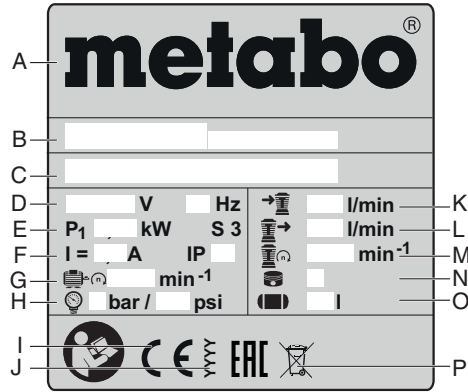 metabo®
A
B
C
D V Hz
E P₁ , kW S 3
F I = , A IP
G n min⁻¹
H bar / psi
→ l/min K
→ l/min L
n min⁻¹ M
N
l O
I
J
CE EAC
P